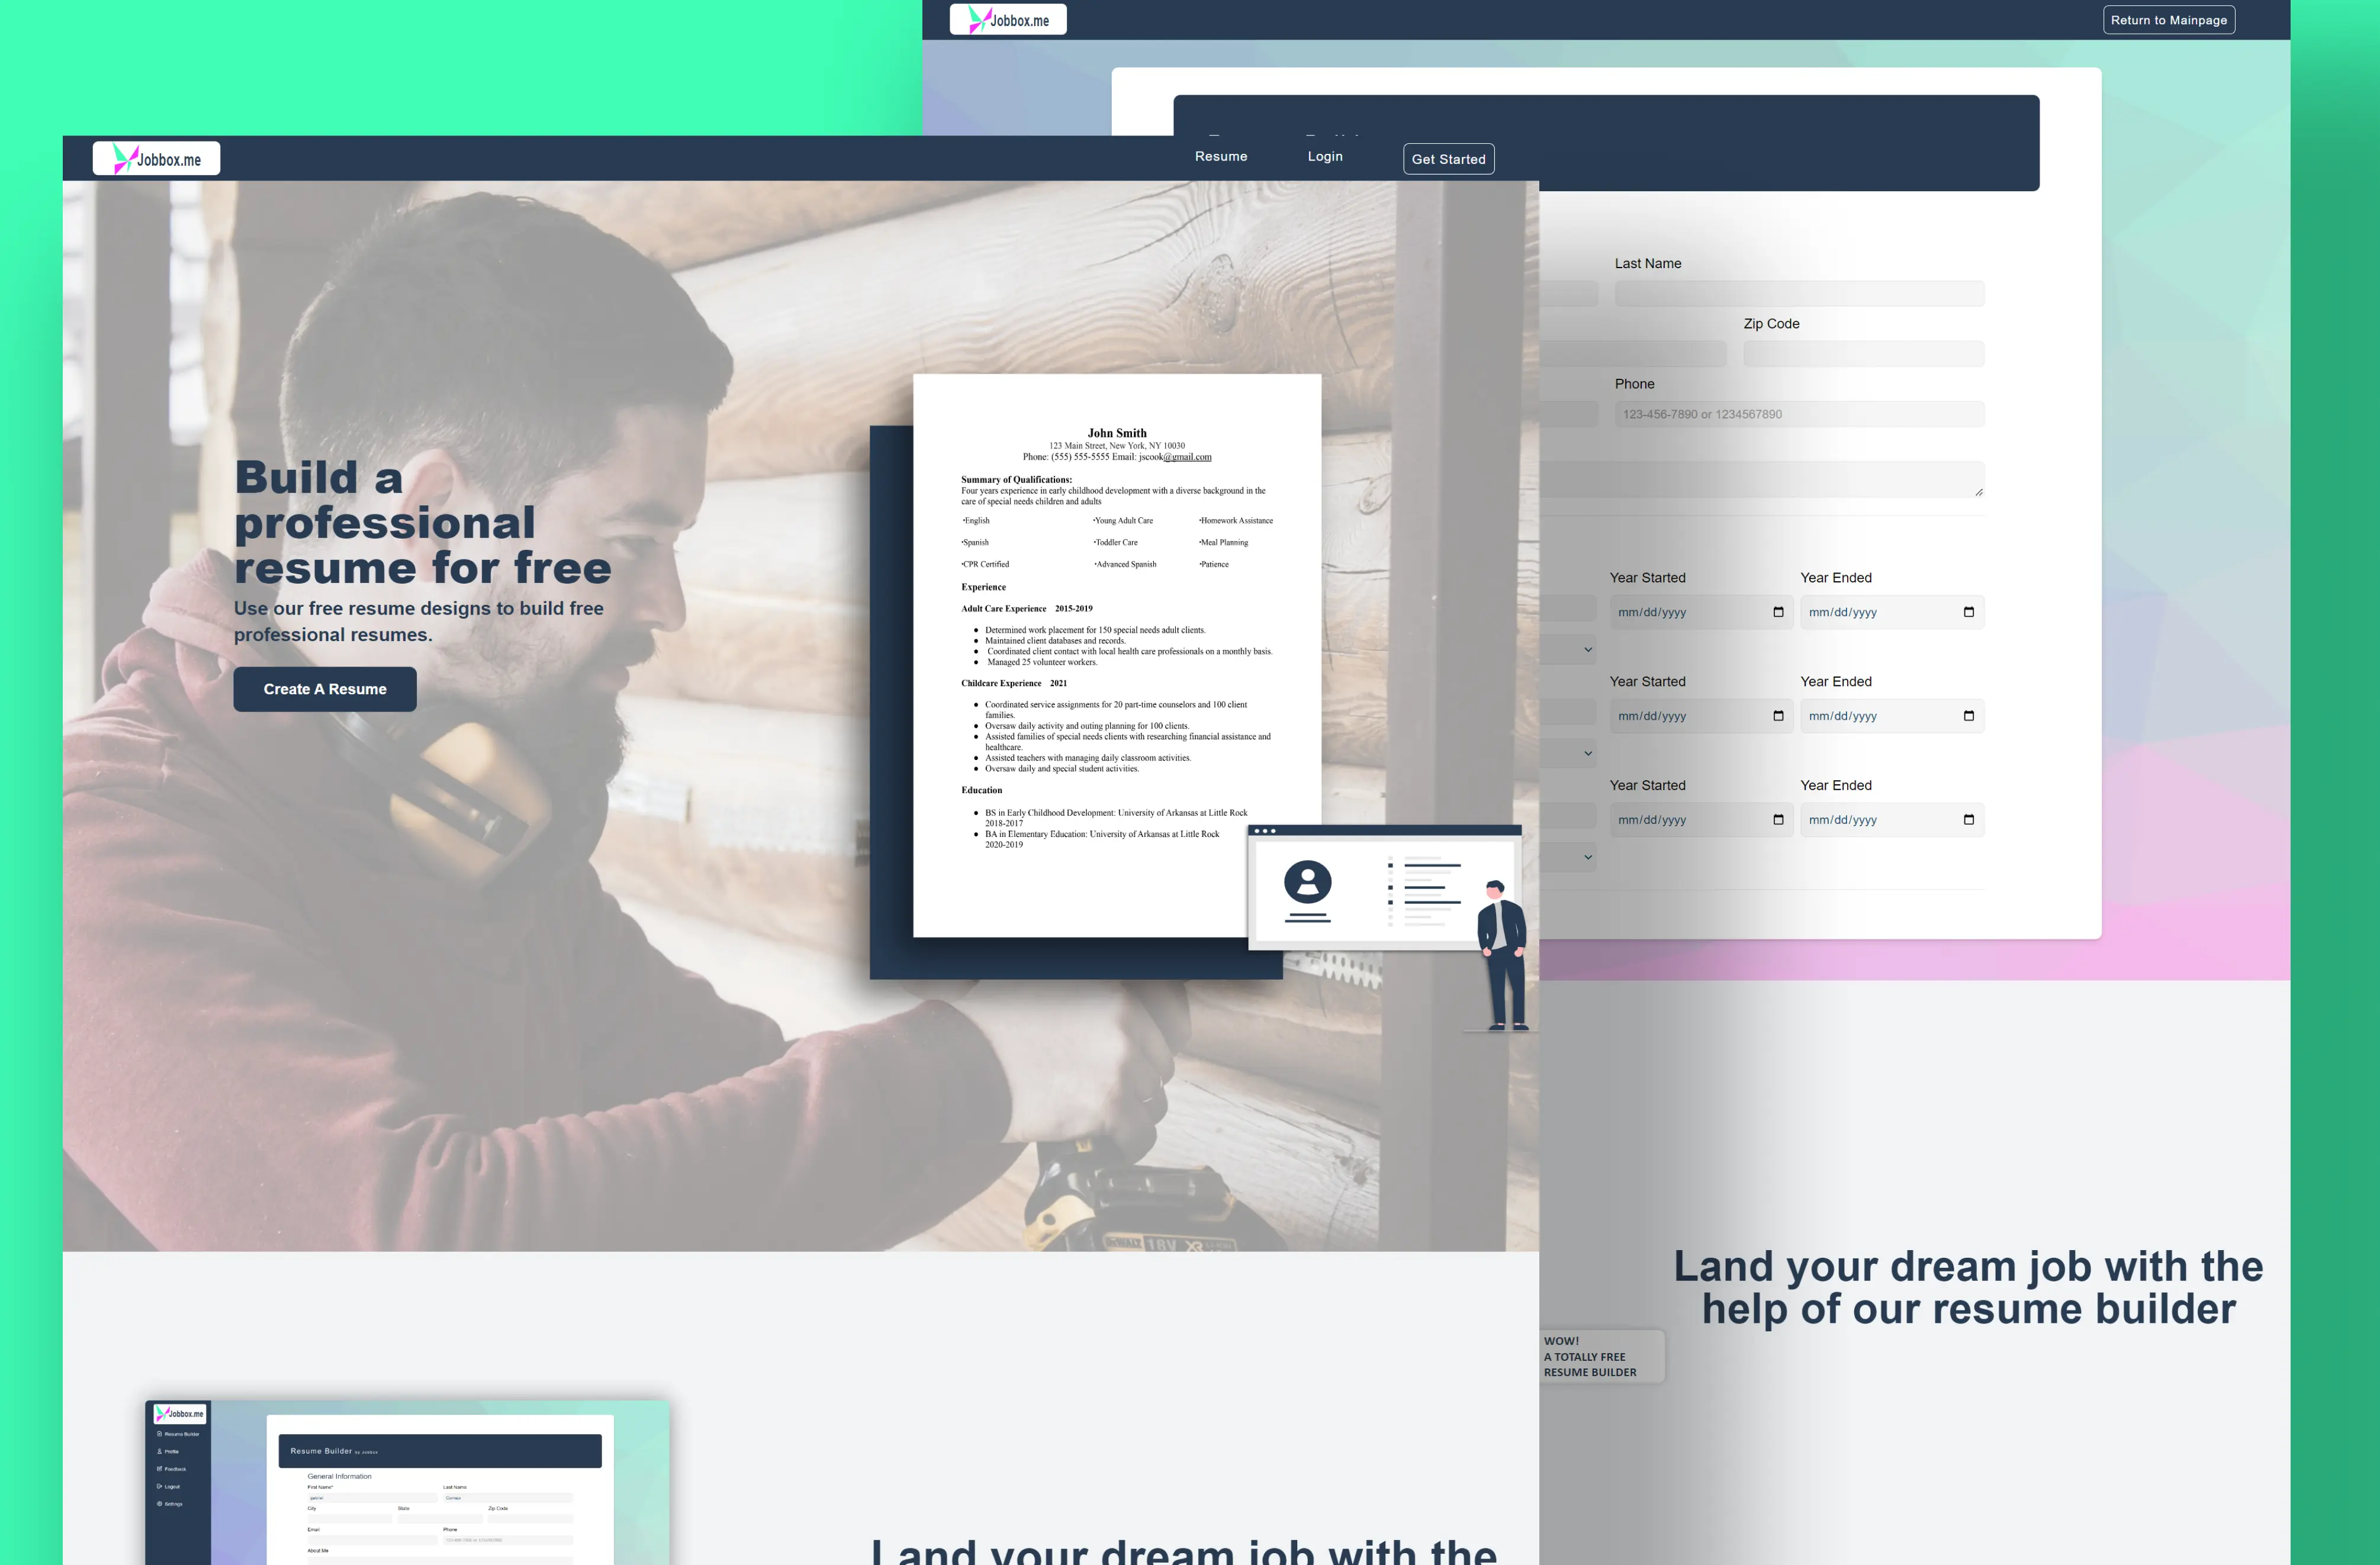 Jobbox.me
Return to Mainpage
Jobbox.me
Resume
Login
Get Started
Build a
professional
resume for free
Use our free resume designs to build free
professional resumes.
Create A Resume
John Smith
123 Main Street, New York, NY 10030
Phone: (555) 555-5555 Email: jscook@gmail.com
Summary of Qualifications:
Four years experience in early childhood development with a diverse background in the
care of special needs children and adults
•English •Young Adult Care •Homework Assistance
•Spanish •Toddler Care •Meal Planning
•CPR Certified •Advanced Spanish •Patience
Experience
Adult Care Experience 2015-2019
● Determined work placement for 150 special needs adult clients.
● Maintained client databases and records.
● Coordinated client contact with local health care professionals on a monthly basis.
● Managed 25 volunteer workers.
Childcare Experience 2021
● Coordinated service assignments for 20 part-time counselors and 100 client
families.
● Oversaw daily activity and outing planning for 100 clients.
● Assisted families of special needs clients with researching financial assistance and
healthcare.
● Assisted teachers with managing daily classroom activities.
● Oversaw daily and special student activities.
Education
● BS in Early Childhood Development: University of Arkansas at Little Rock
2018-2017
● BA in Elementary Education: University of Arkansas at Little Rock
2020-2019
DEWALT 18V XR
Last Name
Zip Code
Phone
123-456-7890 or 1234567890
Year Started Year Ended
mm/dd/yyyy mm/dd/yyyy
Year Started Year Ended
mm/dd/yyyy mm/dd/yyyy
Year Started Year Ended
mm/dd/yyyy mm/dd/yyyy
Land your dream job with the
help of our resume builder
WOW!
A TOTALLY FREE
RESUME BUILDER
Jobbox.me
Resume Builder
Profile
Feedback
Logout
Settings
Resume Builder by Jobbox
General Information
First Name* Last Name
City State Zip Code
Email Phone
123-456-7890 or 1234567890
About Me
Land your dream job with the